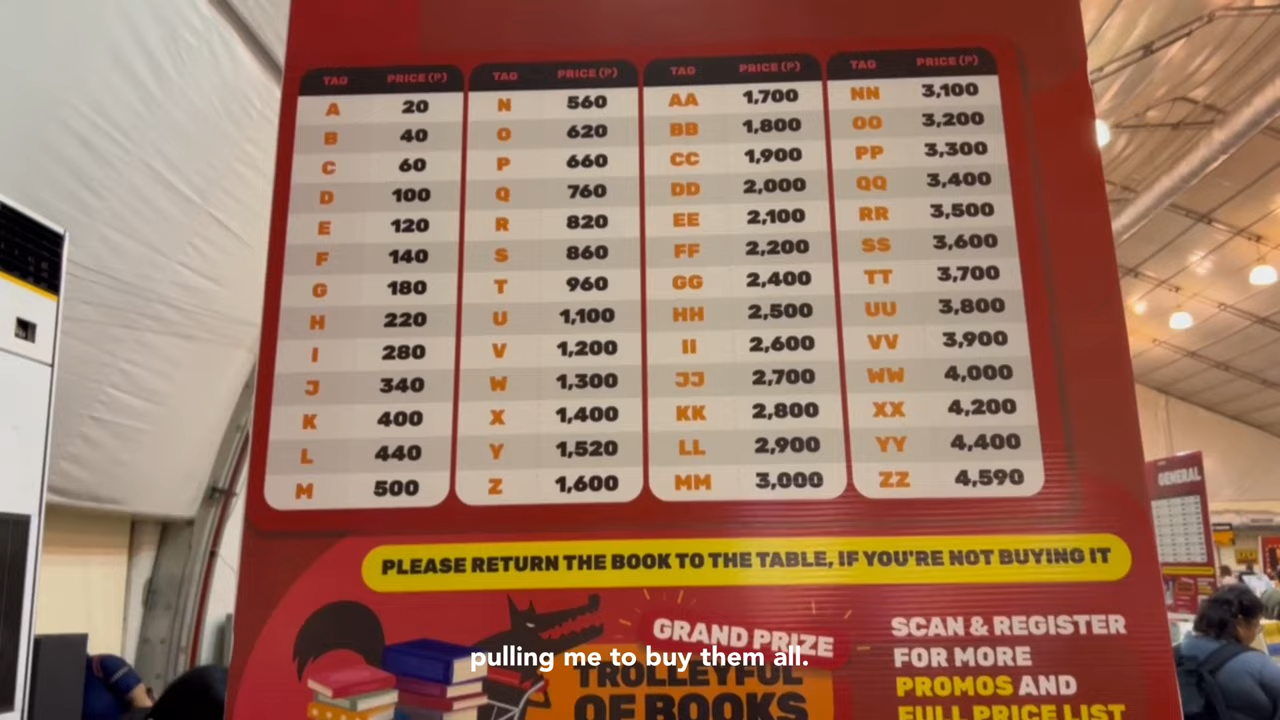 TAG PRICE (₱) TAG PRICE (₱) TAG PRICE (₱) TAG PRICE (₱)
A 20 N 560 AA 1,700 NN 3,100
B 40 O 620 BB 1,800 OO 3,200
C 60 P 660 CC 1,900 PP 3,300
D 100 Q 760 DD 2,000 QQ 3,400
E 120 R 820 EE 2,100 RR 3,500
F 140 S 860 FF 2,200 SS 3,600
G 180 T 960 GG 2,400 TT 3,700
H 220 U 1,100 HH 2,500 UU 3,800
I 280 V 1,200 II 2,600 VV 3,900
J 340 W 1,300 JJ 2,700 WW 4,000
K 400 X 1,400 KK 2,800 XX 4,200
L 440 Y 1,520 LL 2,900 YY 4,400
M 500 Z 1,600 MM 3,000 ZZ 4,590
GENERAL
PLEASE RETURN THE BOOK TO THE TABLE, IF YOU'RE NOT BUYING IT
GRAND PRIZE
TROLLEYFUL
OF BOOKS
SCAN & REGISTER
FOR MORE
PROMOS AND
FULL PRICE LIST
pulling me to buy them all.